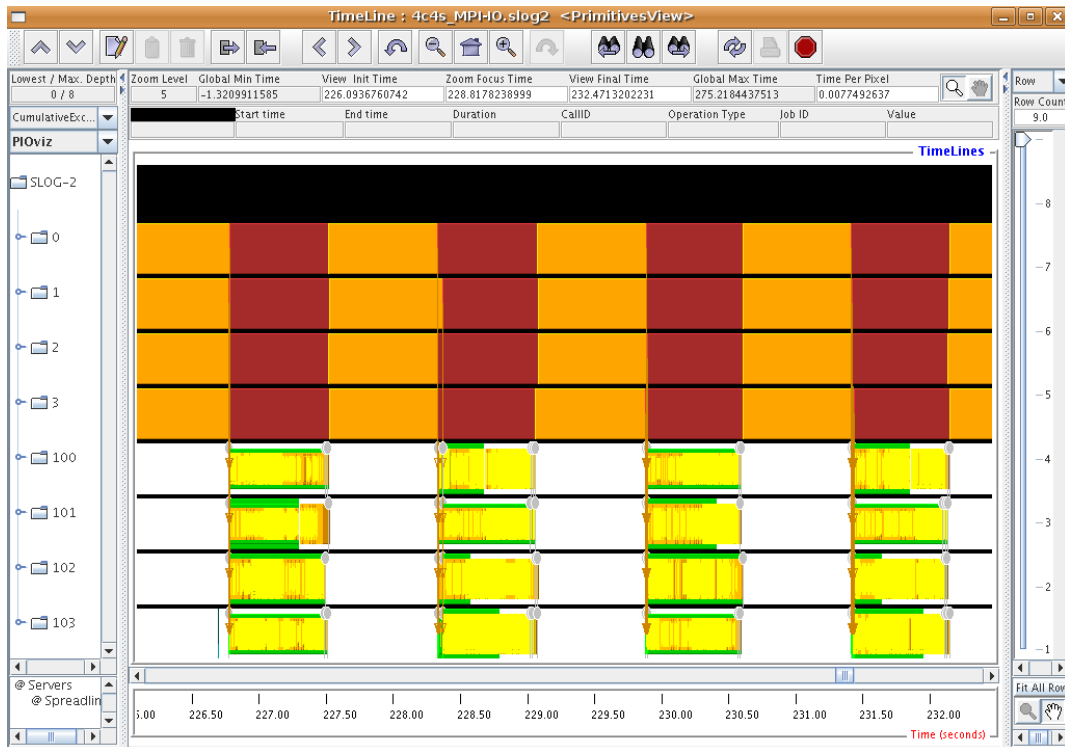 TimeLine : 4c4s_MPI-IO.slog2 <PrimitivesView>
Lowest / Max. Depth
0 / 8
Zoom Level Global Min Time View Init Time Zoom Focus Time View Final Time Global Max Time Time Per Pixel
5 -1.3209911585 226.0936760742 228.8178238999 232.4713202231 275.2184437513 0.0077492637
Row
Row Count
9.0
CumulativeExc...
PIOviz
Start time End time Duration CallID Operation Type Job ID Value
TimeLines
SLOG-2
0
1
2
3
100
101
102
103
8
7
6
5
4
3
2
1
@ Servers
@ Spreadlin
Fit All Row
5.00 226.50 227.00 227.50 228.00 228.50 229.00 229.50 230.00 230.50 231.00 231.50 232.00
Time (seconds)